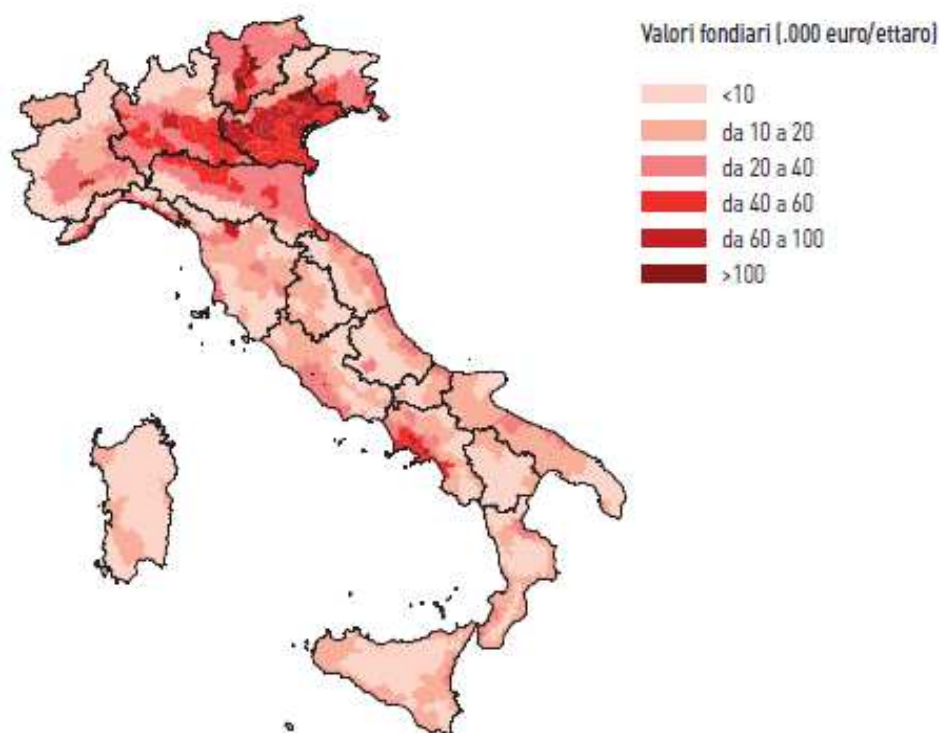 Valori fondiari (.000 euro/ettaro)
<10
da 10 a 20
da 20 a 40
da 40 a 60
da 60 a 100
>100